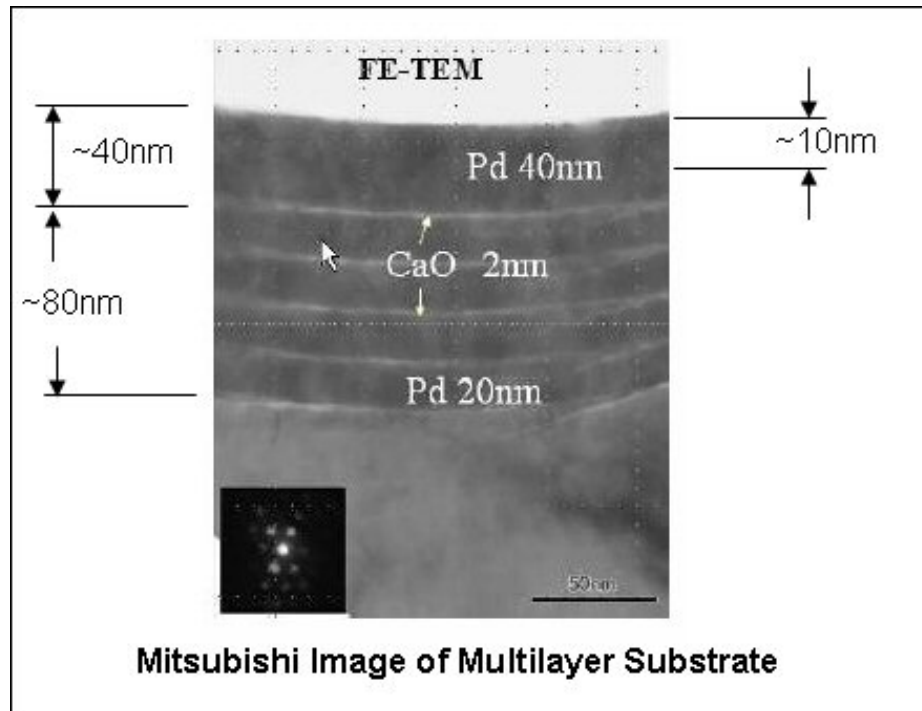 FE-TEM
~40nm
~10nm
Pd 40nm
CaO 2nm
~80nm
Pd 20nm
50nm
Mitsubishi Image of Multilayer Substrate